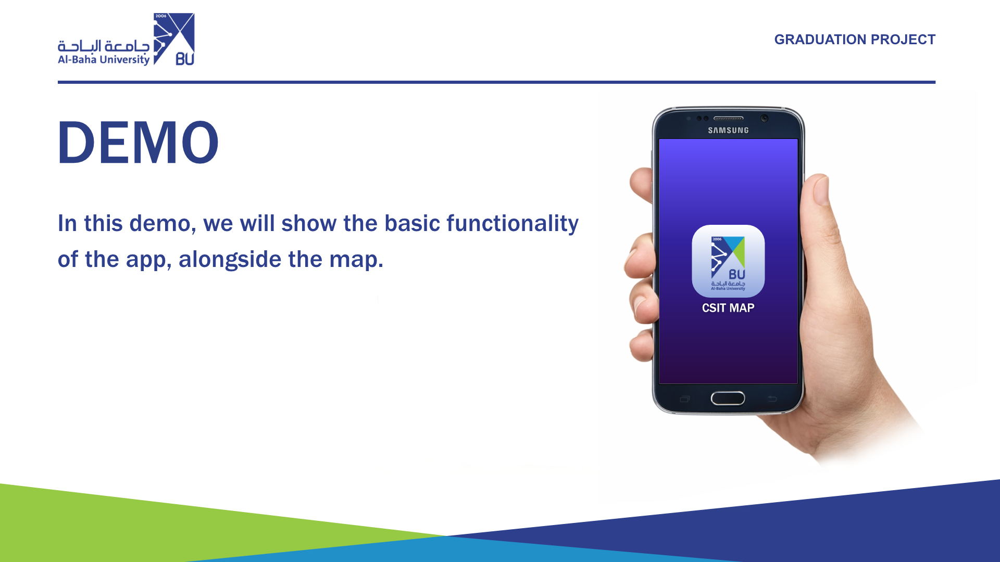 2006
جامعة الباحة
Al-Baha University
BU
GRADUATION PROJECT
DEMO
In this demo, we will show the basic functionality
of the app, alongside the map.
SAMSUNG
2006
BU
جامعة الباحة
Al-Baha University
CSIT MAP